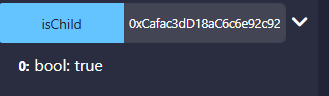 isChild 0xCafac3dD18aC6c6e92c92
0: bool: true